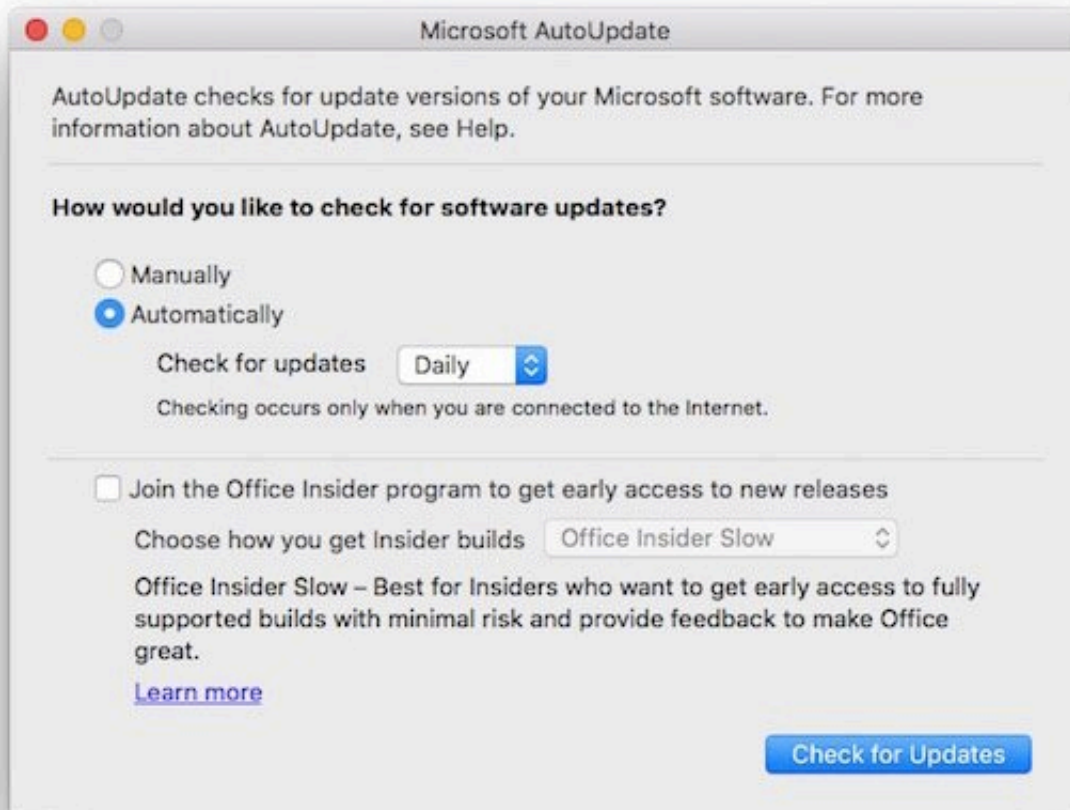 Microsoft AutoUpdate
AutoUpdate checks for update versions of your Microsoft software. For more
information about AutoUpdate, see Help.
How would you like to check for software updates?
Manually
Automatically
Check for updates Daily
Checking occurs only when you are connected to the Internet.
Join the Office Insider program to get early access to new releases
Choose how you get Insider builds Office Insider Slow
Office Insider Slow – Best for Insiders who want to get early access to fully
supported builds with minimal risk and provide feedback to make Office
great.
Learn more
Check for Updates